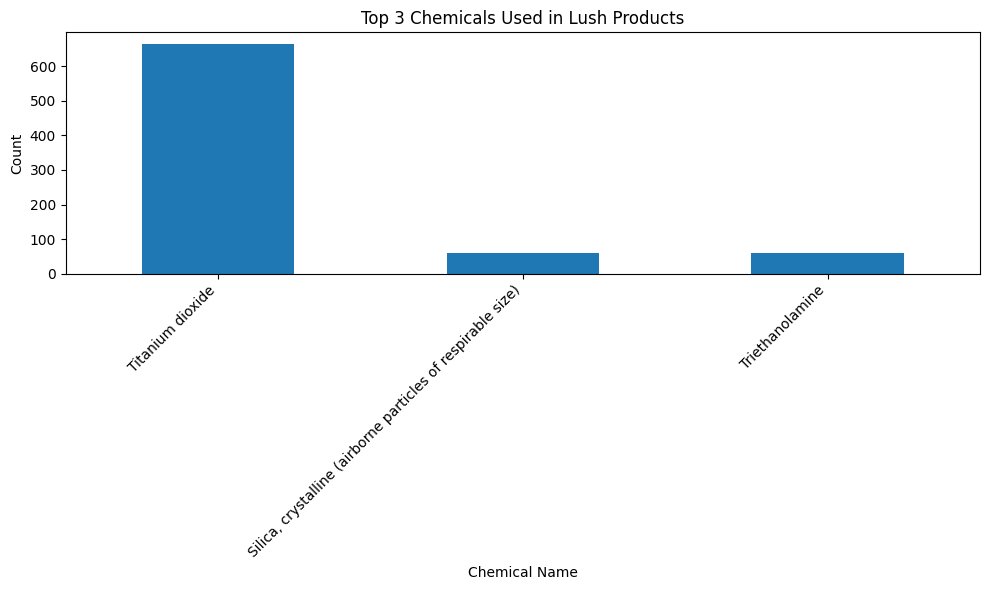 Top 3 Chemicals Used in Lush Products
Count
600
500
400
300
200
100
0
Titanium dioxide
Silica, crystalline (airborne particles of respirable size)
Triethanolamine
Chemical Name